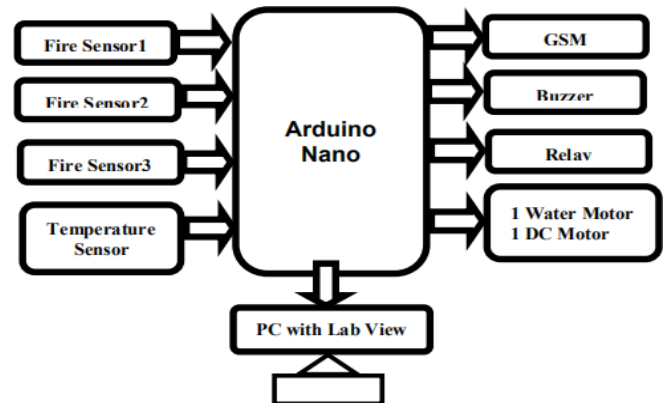 Fire Sensor1
Fire Sensor2
Fire Sensor3
Temperature
Sensor
Arduino
Nano
GSM
Buzzer
Relay
1 Water Motor
1 DC Motor
PC with Lab View